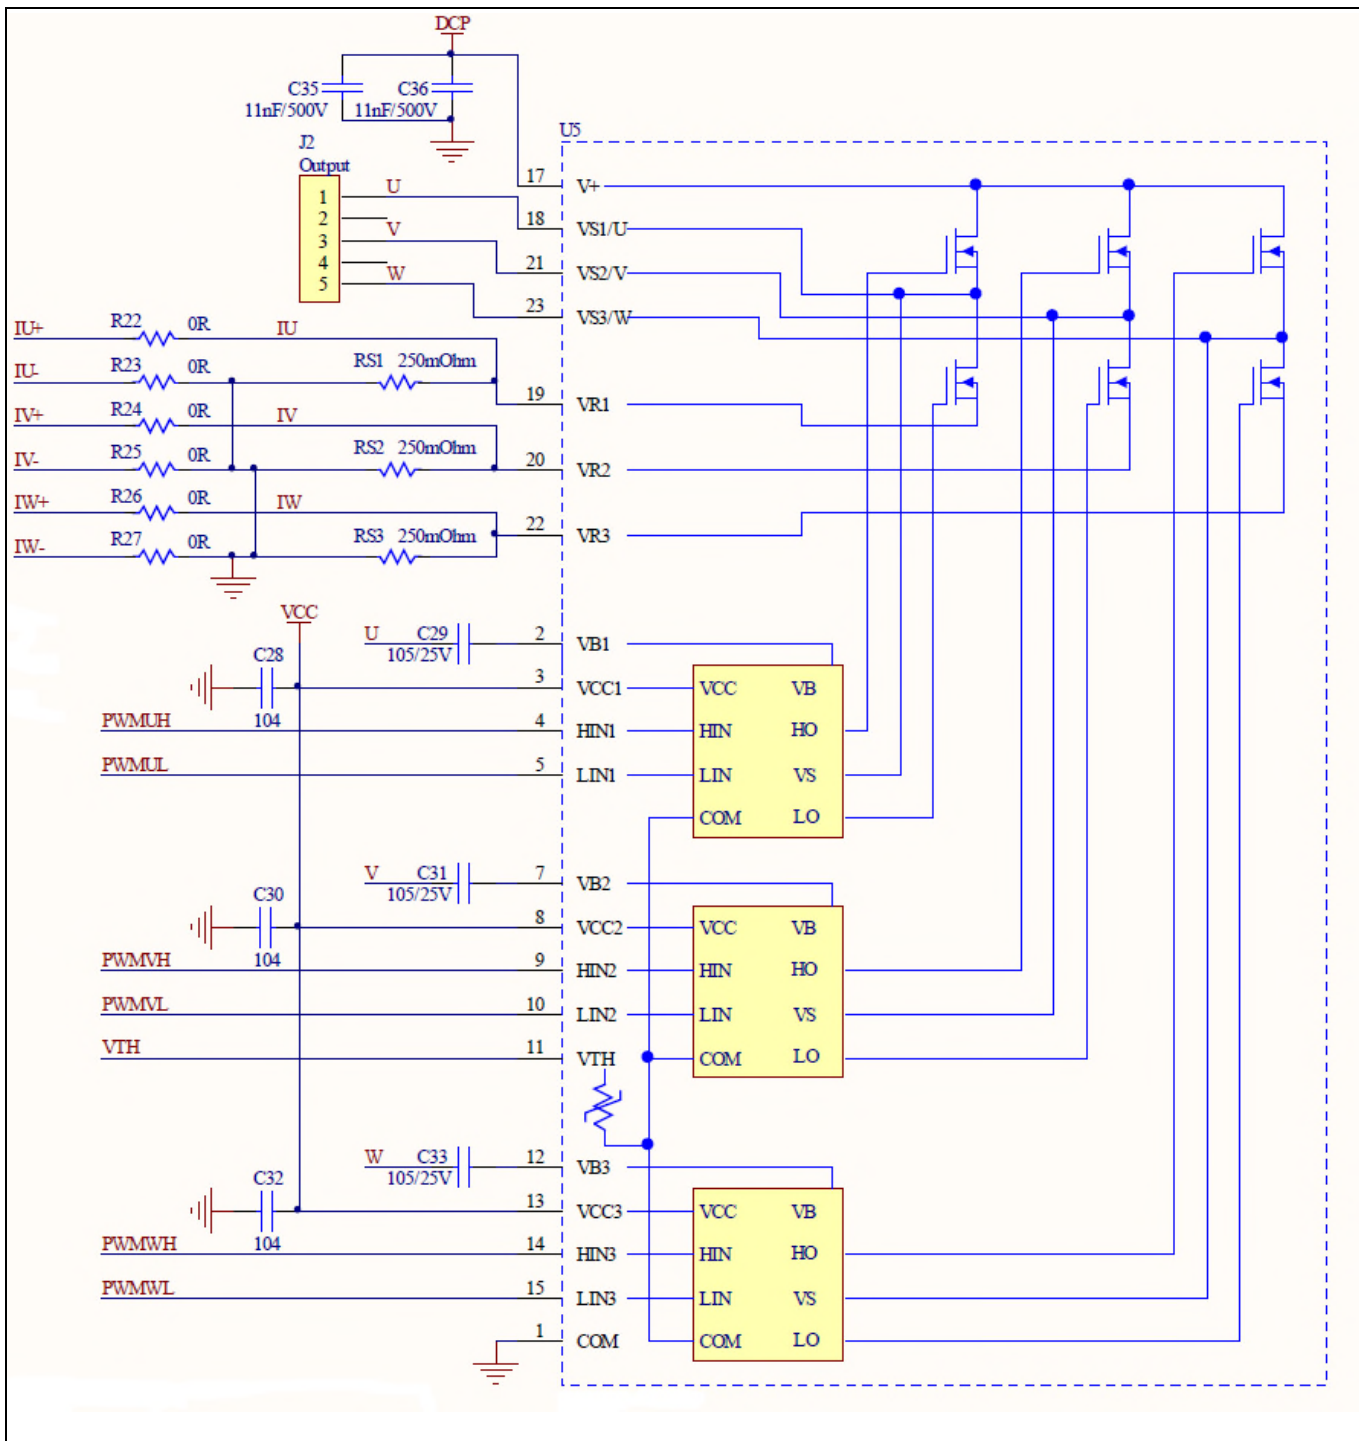 DCP
C35
C36
11nF/500V
11nF/500V
J2
Output
U5
1
2
3
4
5
U
V
W
17
V+
18
VS1/U
21
VS2/V
23
VS3/W
IU+
R22
0R
IU
IU-
R23
0R
RS1
250mOhm
19
VR1
IV+
R24
0R
IV
IV-
R25
0R
RS2
250mOhm
20
VR2
IW+
R26
0R
IW
IW-
R27
0R
RS3
250mOhm
22
VR3
VCC
U
C29
105/25V
2
VB1
C28
104
3
VCC1
VCC
VB
PWMUH
4
HIN1
HIN
HO
PWMUL
5
LIN1
LIN
VS
COM
LO
V
C31
105/25V
7
VB2
C30
104
8
VCC2
VCC
VB
PWMVH
9
HIN2
HIN
HO
PWMVL
10
LIN2
LIN
VS
VTH
11
VTH
COM
LO
W
C33
105/25V
12
VB3
C32
104
13
VCC3
VCC
VB
PWMWH
14
HIN3
HIN
HO
PWMWL
15
LIN3
LIN
VS
1
COM
COM
LO